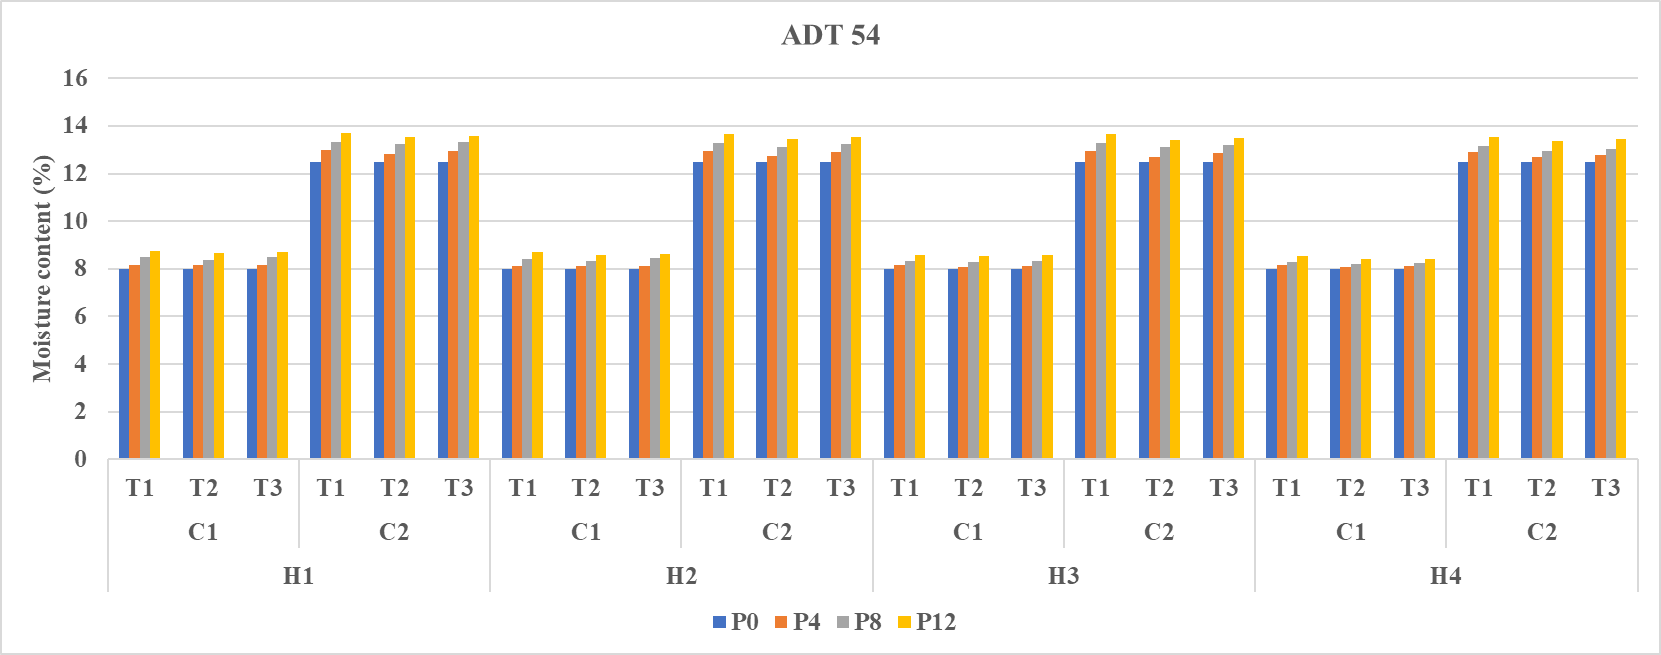 ADT 54
Moisture content (%)
16
14
12
10
8
6
4
2
0
T1 T2 T3 T1 T2 T3 T1 T2 T3 T1 T2 T3 T1 T2 T3 T1 T2 T3 T1 T2 T3 T1 T2 T3
C1 C2 C1 C2 C1 C2 C1 C2
H1 H2 H3 H4
P0 P4 P8 P12